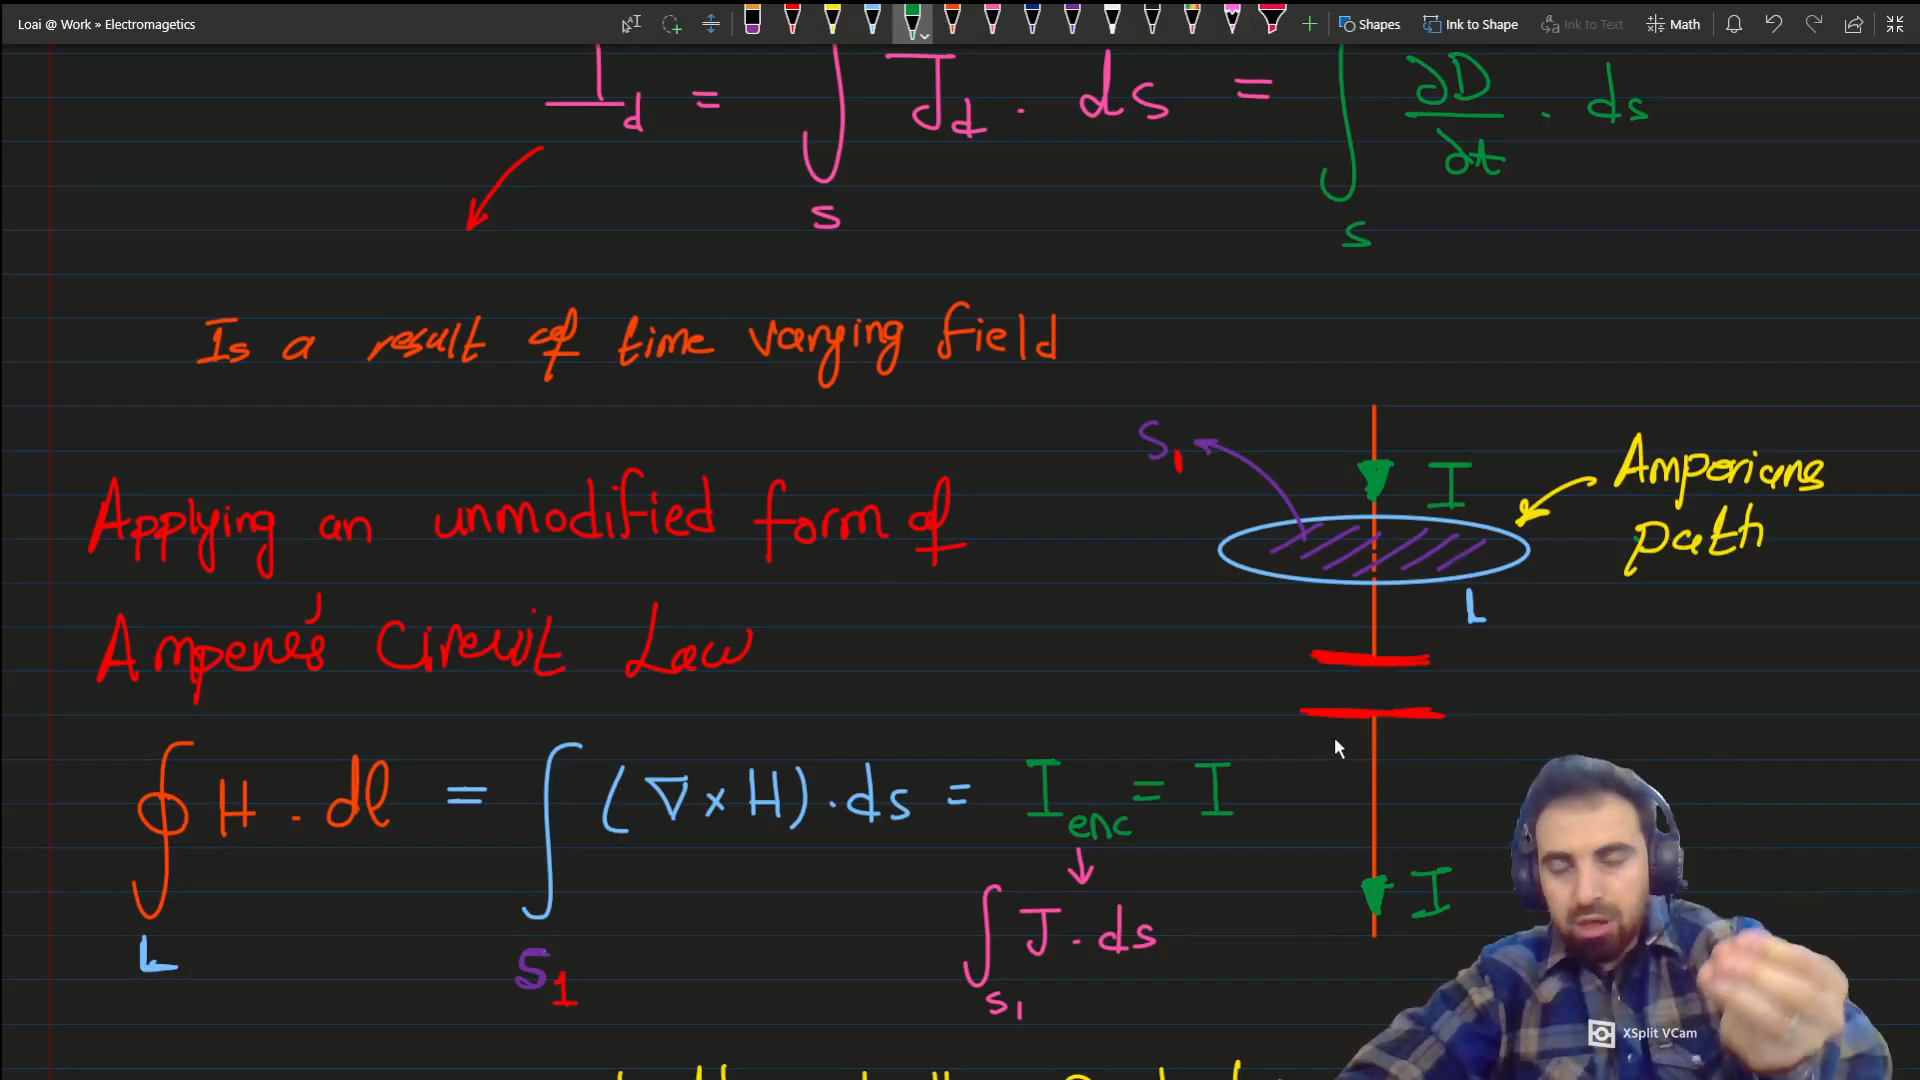 Loai @ Work » Electromagetics
Shapes Ink to Shape Ink to Text Math
I_d = ∫_S J_d . ds = ∫_S ∂D/∂t . ds
Is a result of time varying field
S1
I
Amperians
path
L
Applying an unmodified form of
Ampere's Circuit Law
∮_L H . dl = ∫_S1 (∇ x H) . ds = I_enc = I
∫_S1 J . ds
I
XSplit VCam